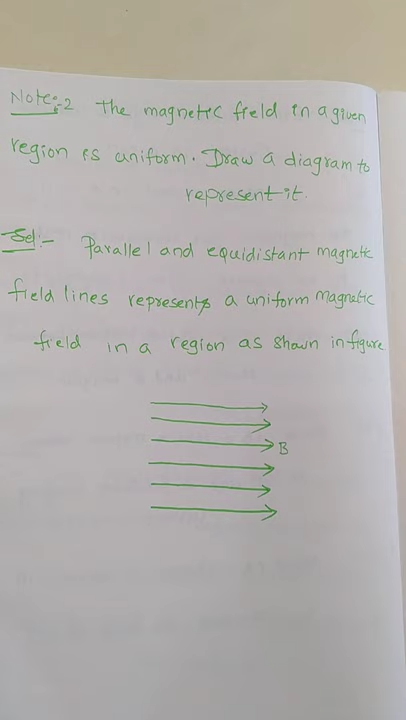 Note:-2 The magnetic field in a given
region is uniform. Draw a diagram to
represent it.
Sol:- Parallel and equidistant magnetic
field lines represents a uniform magnetic
field in a region as shown in figure
B